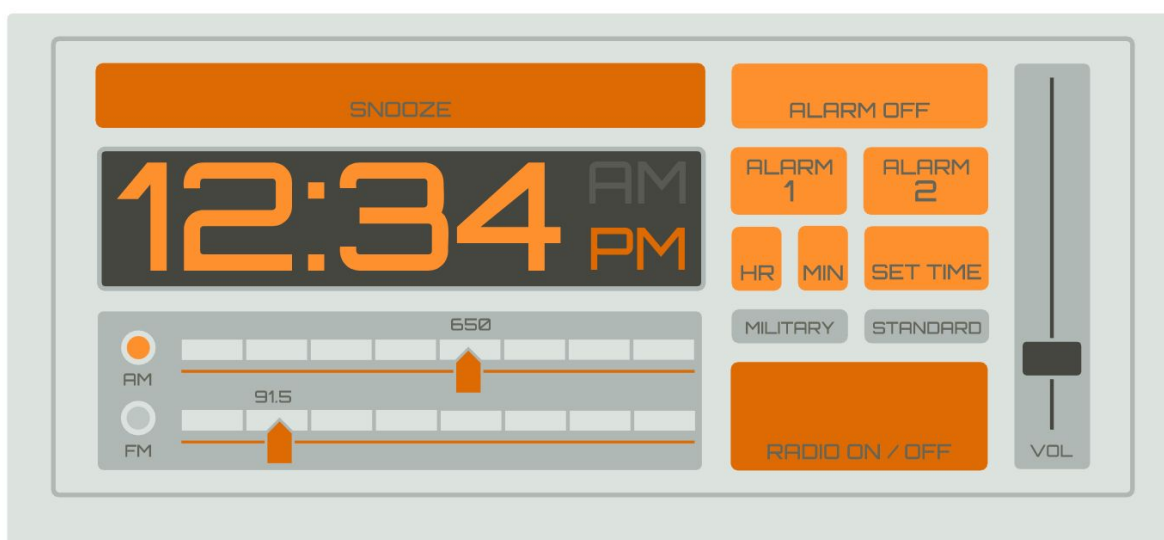 SNOOZE
ALARM OFF
12:34
AM
PM
ALARM
1
ALARM
2
HR
MIN
SET TIME
MILITARY
STANDARD
650
AM
91.5
FM
RADIO ON / OFF
VOL